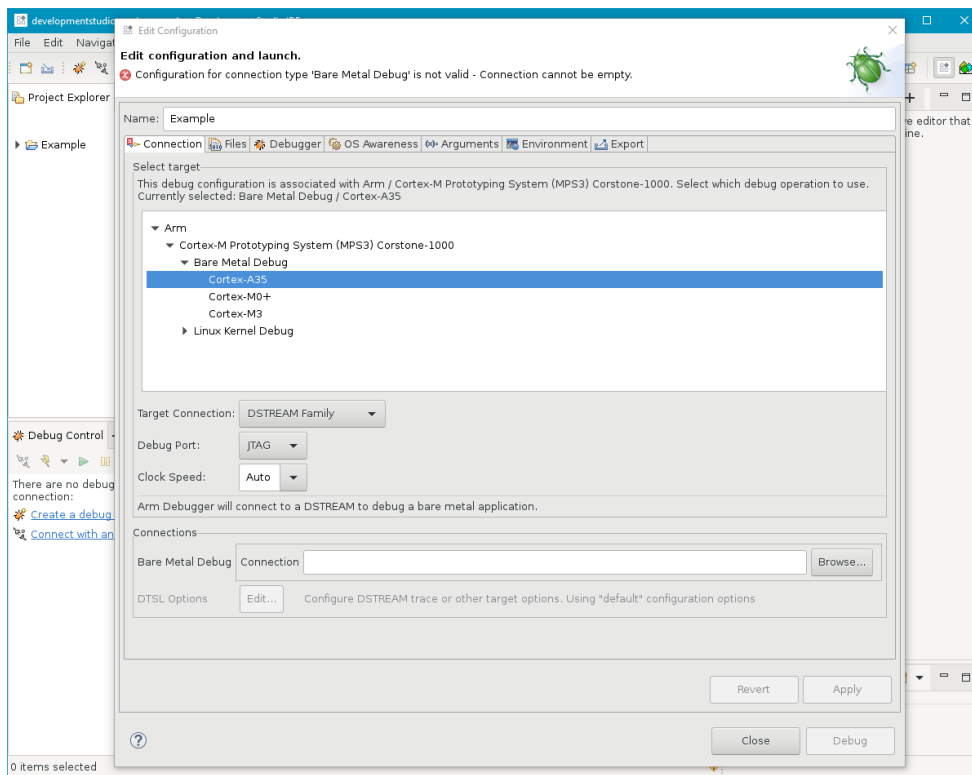 developmentstudio
Edit Configuration
File Edit Navigat
Edit configuration and launch.
Configuration for connection type 'Bare Metal Debug' is not valid - Connection cannot be empty.
Project Explorer
Name: Example
Connection Files Debugger OS Awareness Arguments Environment Export
Example
Select target
This debug configuration is associated with Arm / Cortex-M Prototyping System (MPS3) Corstone-1000. Select which debug operation to use.
Currently selected: Bare Metal Debug / Cortex-A35
Arm
Cortex-M Prototyping System (MPS3) Corstone-1000
Bare Metal Debug
Cortex-A35
Cortex-M0+
Cortex-M3
Linux Kernel Debug
Target Connection: DSTREAM Family
Debug Port: JTAG
Clock Speed: Auto
Arm Debugger will connect to a DSTREAM to debug a bare metal application.
Connections
Bare Metal Debug Connection Browse...
DTSL Options Edit... Configure DSTREAM trace or other target options. Using "default" configuration options
Revert Apply
Close Debug
Debug Control
There are no debug
connection:
Create a debug
Connect with an
e editor that
ine.
0 items selected